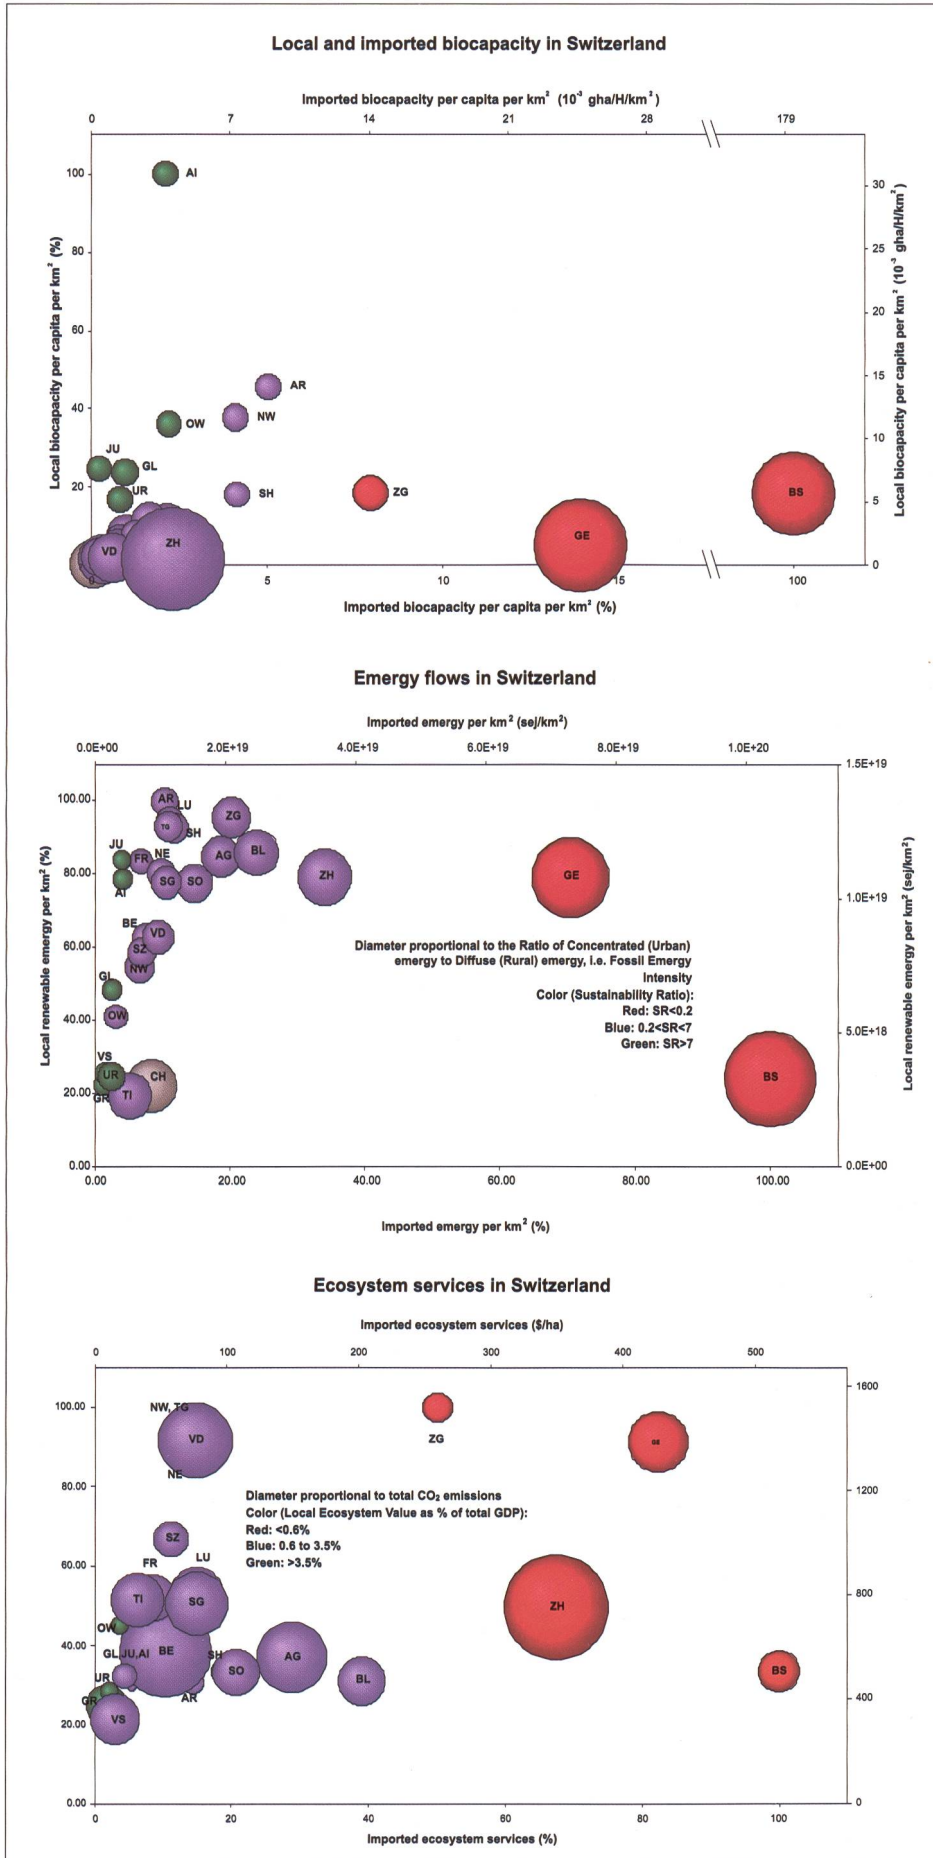 Local and imported biocapacity in Switzerland
Imported biocapacity per capita per km² (10⁻³ gha/H/km²)
0 7 14 21 28 179
Local biocapacity per capita per km² (%)
100
80
60
40
20
0
30
25
20
15
10
5
0
Local biocapacity per capita per km² (10⁻³ gha/H/km²)
AI
AR
NW
OW
JU
GL
UR
SH
ZG
BS
GE
ZH
VD
0 5 10 15 100
Imported biocapacity per capita per km² (%)
Emergy flows in Switzerland
Imported emergy per km² (sej/km²)
0.0E+00 2.0E+19 4.0E+19 6.0E+19 8.0E+19 1.0E+20
Local renewable emergy per km² (%)
100.00
80.00
60.00
40.00
20.00
0.00
1.5E+19
1.0E+19
5.0E+18
0.0E+00
Local renewable emergy per km² (sej/km²)
AR
LU
TG
SH
ZG
JU
FR
NE
AG
BL
AI
SG
SO
ZH
GE
BE
VD
SZ
NW
GL
OW
VS
UR
GR
CH
TI
BS
Diameter proportional to the Ratio of Concentrated (Urban)
emergy to Diffuse (Rural) emergy, i.e. Fossil Emergy
Intensity
Color (Sustainability Ratio):
Red: SR<0.2
Blue: 0.2<SR<7
Green: SR>7
0.00 20.00 40.00 60.00 80.00 100.00
Imported emergy per km² (%)
Ecosystem services in Switzerland
Imported ecosystem services ($/ha)
0 100 200 300 400 500
100.00
80.00
60.00
40.00
20.00
0.00
1600
1200
800
400
0
NW, TG
VD
NE
ZG
GE
Diameter proportional to total CO₂ emissions
Color (Local Ecosystem Value as % of total GDP):
Red: <0.6%
Blue: 0.6 to 3.5%
Green: >3.5%
SZ
FR
LU
TI
SG
OW
ZH
GL,JU,AI
BE
SH
SO
AG
BL
BS
UR
GR
AR
VS
0 20 40 60 80 100
Imported ecosystem services (%)